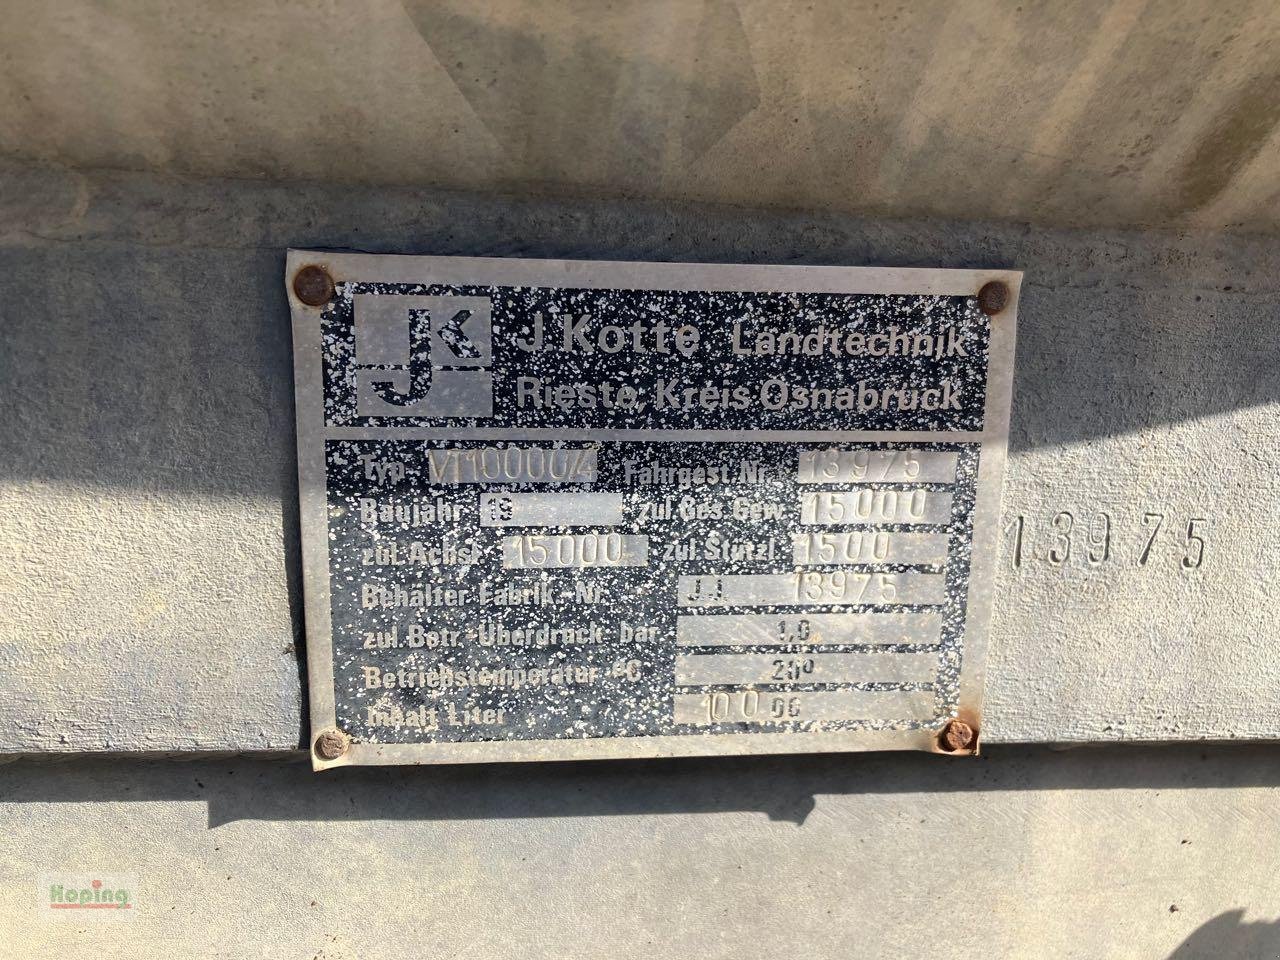 JK
J
J. Kotte Landtechnik
Rieste, Kreis Osnabrück
Typ. VT10000/4 Fahrgest. Nr. 13975
Baujahr 19 zul. Ges. Gew. 15000
zul. Achsl. 15000 zul. Stützl. 1500
Behälter Fabrik.-Nr. JJ 13975
zul. Betr.-Überdruck bar 1,0
Betriebstemperatur °C 20°
Inhalt Liter 10000
13975
Hoping